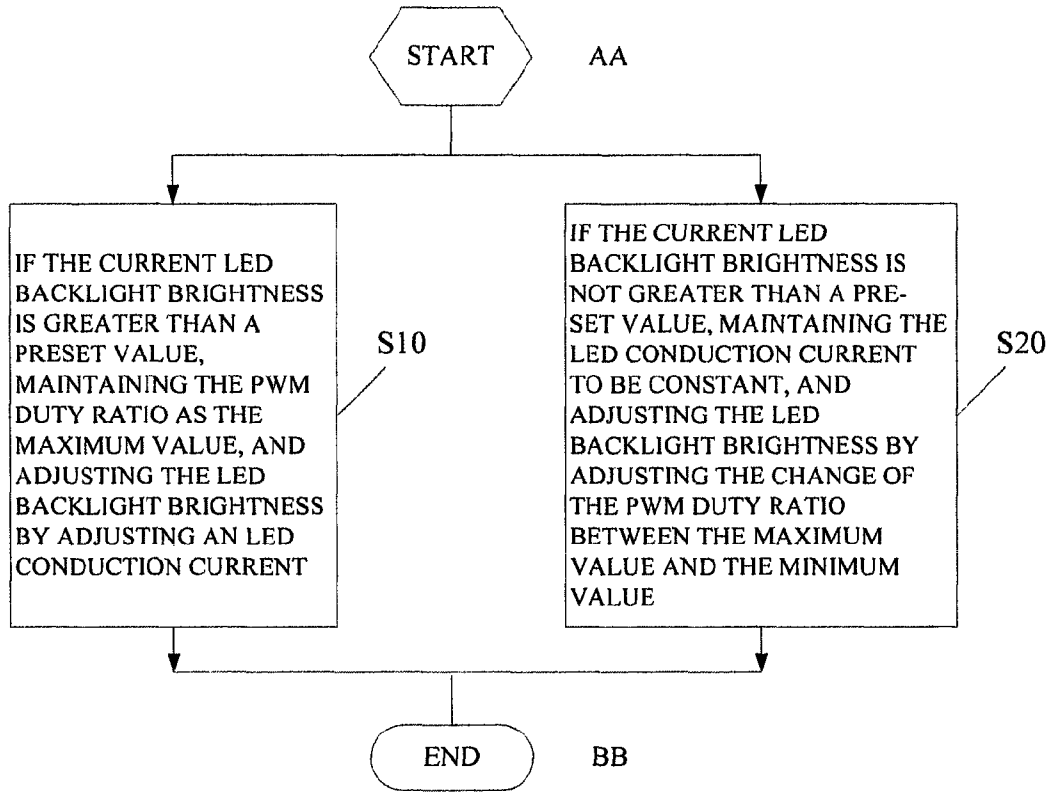 START
AA
IF THE CURRENT LED
BACKLIGHT BRIGHTNESS
IS GREATER THAN A
PRESET VALUE,
MAINTAINING THE PWM
DUTY RATIO AS THE
MAXIMUM VALUE, AND
ADJUSTING THE LED
BACKLIGHT BRIGHTNESS
BY ADJUSTING AN LED
CONDUCTION CURRENT
S10
IF THE CURRENT LED
BACKLIGHT BRIGHTNESS IS
NOT GREATER THAN A PRE-
SET VALUE, MAINTAINING THE
LED CONDUCTION CURRENT
TO BE CONSTANT, AND
ADJUSTING THE LED
BACKLIGHT BRIGHTNESS BY
ADJUSTING THE CHANGE OF
THE PWM DUTY RATIO
BETWEEN THE MAXIMUM
VALUE AND THE MINIMUM
VALUE
S20
END
BB